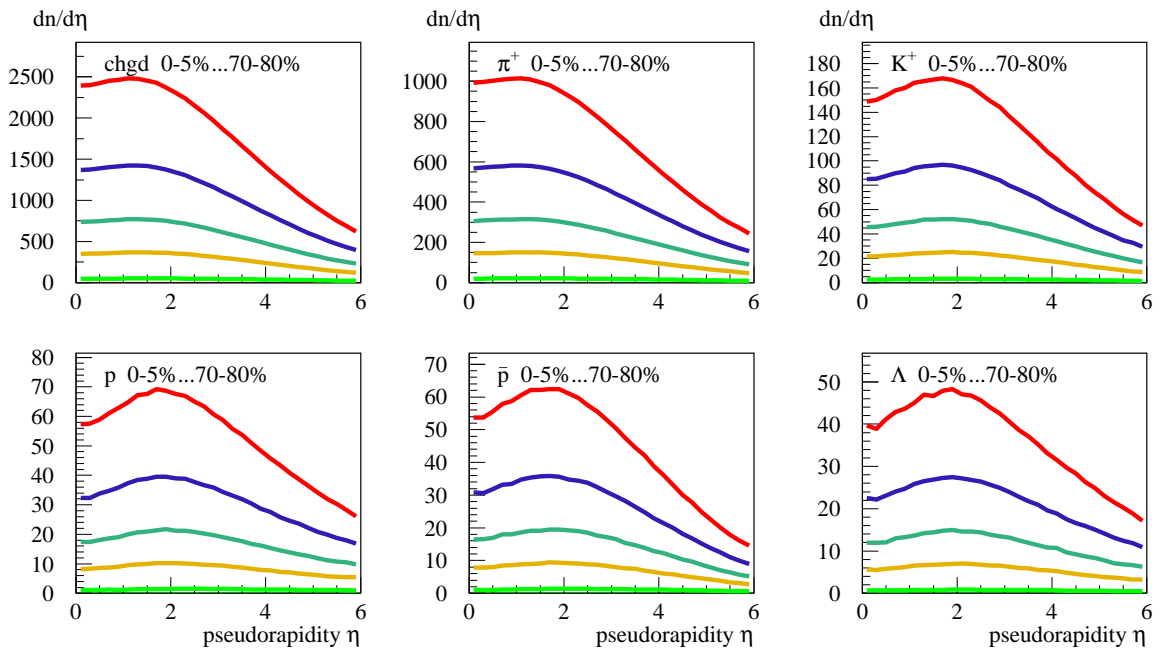 dn/dη
dn/dη
chgd 0-5%...70-80%
2500
2000
1500
1000
500
0
0 2 4 6
π⁺ 0-5%...70-80%
1000
800
600
400
200
0
0 2 4 6
K⁺ 0-5%...70-80%
160
140
120
100
80
60
40
20
0
0 2 4 6
p 0-5%...70-80%
80
70
60
50
40
30
20
10
0
0 2 4 6
pseudorapidity η
p̄ 0-5%...70-80%
70
60
50
40
30
20
10
0
0 2 4 6
pseudorapidity η
Λ 0-5%...70-80%
50
40
30
20
10
0
0 2 4 6
pseudorapidity η
dn/dη